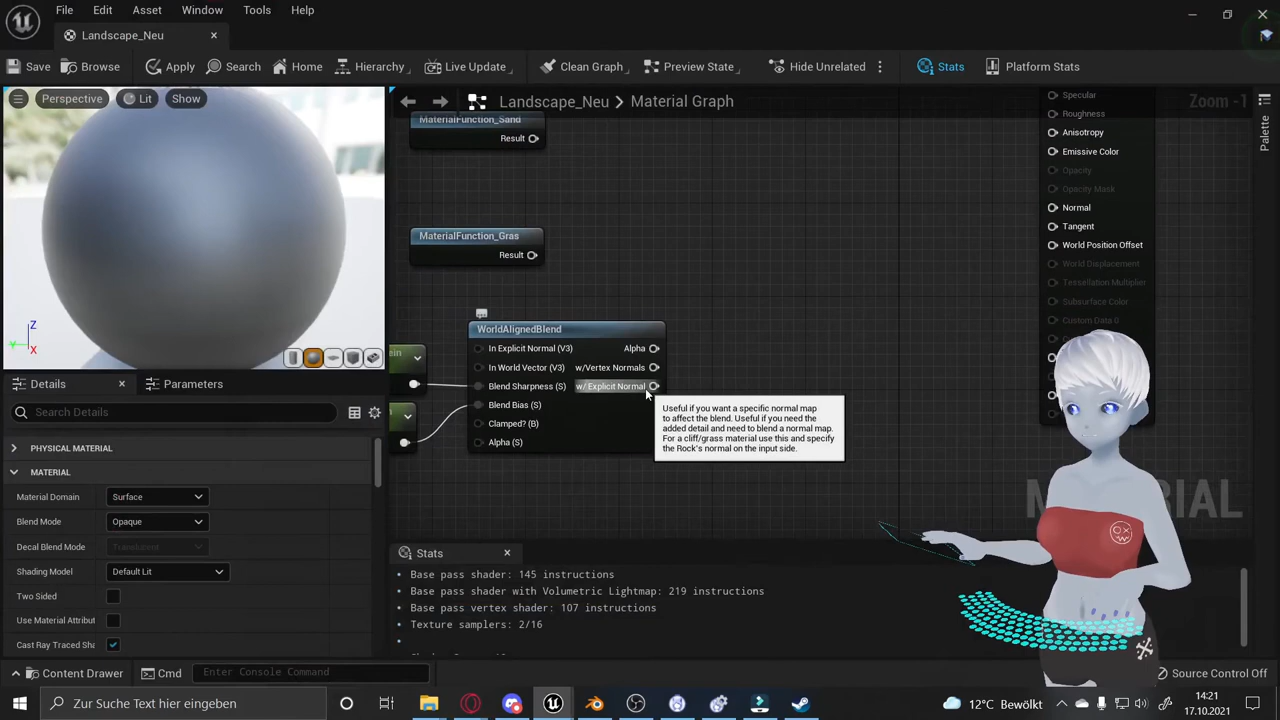 File Edit Asset Window Tools Help
Landscape_Neu
Save Browse Apply Search Home Hierarchy Live Update Clean Graph Preview State Hide Unrelated Stats Platform Stats
Perspective Lit Show
Landscape_Neu > Material Graph
Zoom -1
Palette
MaterialFunction_Sand
Result
MaterialFunction_Gras
Result
WorldAlignedBlend
In Explicit Normal (V3) Alpha
In World Vector (V3) w/Vertex Normals
Blend Sharpness (S) w/ Explicit Normal
Blend Bias (S)
Clamped? (B)
Alpha (S)
Useful if you want a specific normal map
to affect the blend. Useful if you need the
added detail and need to blend a normal map.
For a cliff/grass material use this and specify
the Rock's normal on the input side.
Specular
Roughness
Anisotropy
Emissive Color
Opacity
Opacity Mask
Normal
Tangent
World Position Offset
World Displacement
Tessellation Multiplier
Subsurface Color
Custom Data 0
Z
Y
X
Details Parameters
Search Details
PHYSICAL MATERIAL
MATERIAL
Material Domain Surface
Blend Mode Opaque
Decal Blend Mode Translucent
Shading Model Default Lit
Two Sided
Use Material Attribut
Cast Ray Traced Sha
Stats
Base pass shader: 145 instructions
Base pass shader with Volumetric Lightmap: 219 instructions
Base pass vertex shader: 107 instructions
Texture samplers: 2/16
Content Drawer Cmd Enter Console Command Source Control Off
Zur Suche Text hier eingeben
12°C Bewölkt
14:21
17.10.2021